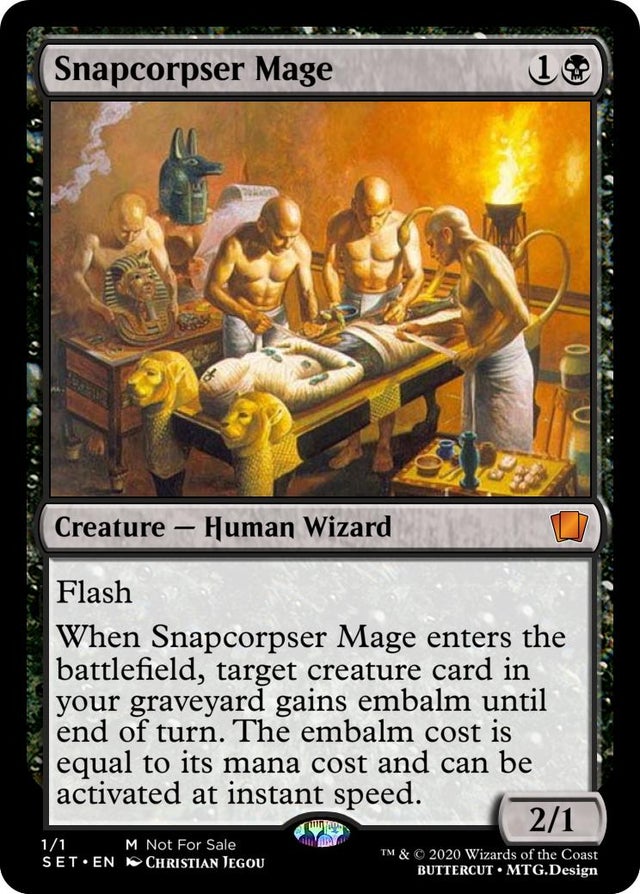 Snapcorpser Mage 1
Creature — Human Wizard
Flash
When Snapcorpser Mage enters the
battlefield, target creature card in
your graveyard gains embalm until
end of turn. The embalm cost is
equal to its mana cost and can be
activated at instant speed.
2/1
1/1 M Not For Sale
SET • EN Christian Jegou
™ & © 2020 Wizards of the Coast
BUTTERCUT • MTG.Design